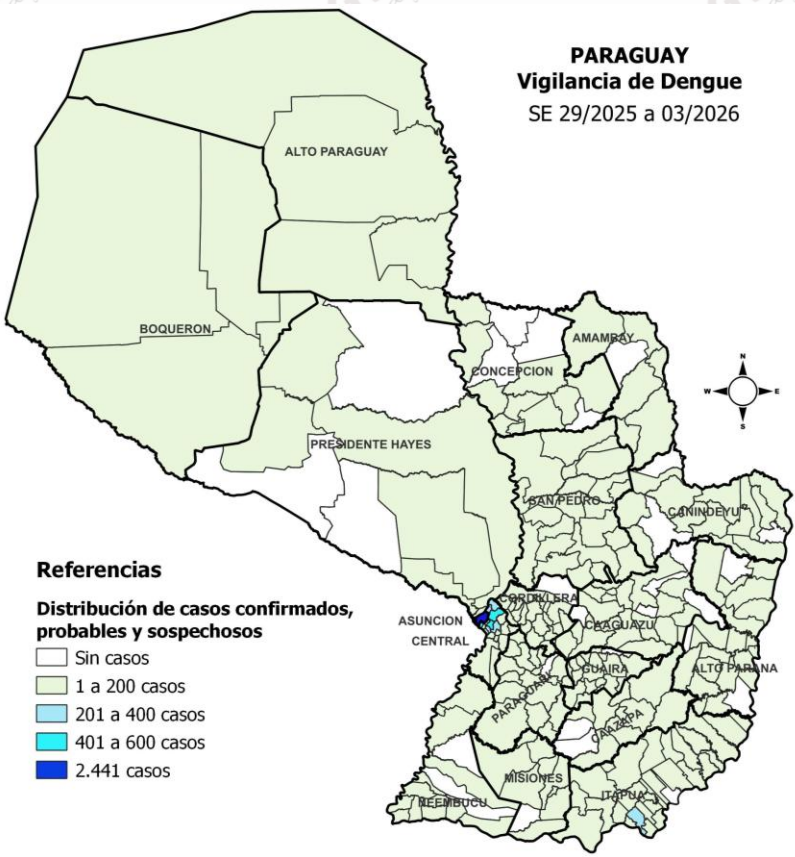 PARAGUAY
Vigilancia de Dengue
SE 29/2025 a 03/2026
ALTO PARAGUAY
BOQUERON
AMAMBAY
CONCEPCION
N
W
E
S
PRESIDENTE HAYES
SAN PEDRO
CANINDEYU
Referencias
Distribución de casos confirmados,
probables y sospechosos
Sin casos
1 a 200 casos
201 a 400 casos
401 a 600 casos
2.441 casos
CORDILLERA
ASUNCION
CENTRAL
CAAGUAZU
GUAIRA
ALTO PARANA
PARAGUARI
CAAZAPA
MISIONES
ÑEEMBUCU
ITAPUA